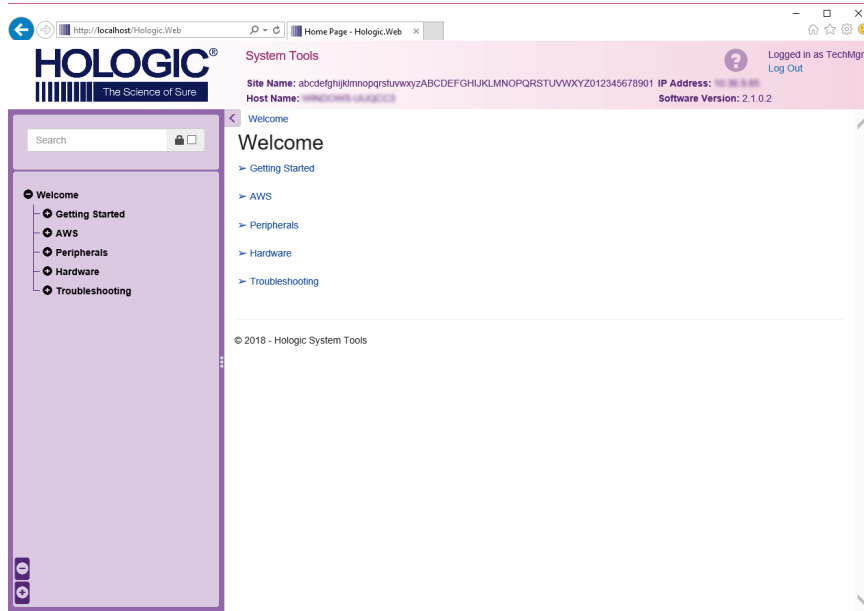 http://localhost/Hologic.Web
Home Page - Hologic.Web
HOLOGIC®
The Science of Sure
System Tools
Logged in as TechMgr
Log Out
Site Name: abcdefghijklmnopqrstuvwxyzABCDEFGHIJKLMNOPQRSTUVWXYZ012345678901 IP Address:
Host Name:
Software Version: 2.1.0.2
Search
Welcome
Getting Started
AWS
Peripherals
Hardware
Troubleshooting
Welcome
Welcome
➢ Getting Started
➢ AWS
➢ Peripherals
➢ Hardware
➢ Troubleshooting
© 2018 - Hologic System Tools